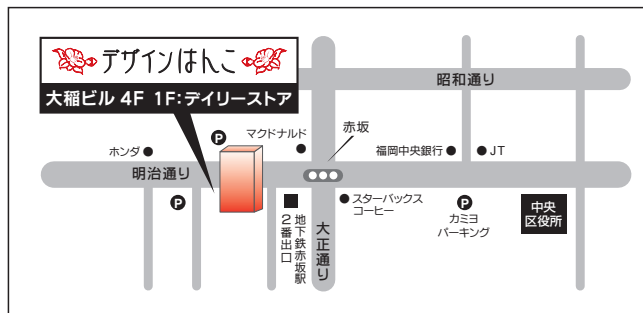 デザインはんこ
大稲ビル 4F 1F:デイリーストア
昭和通り
赤坂
マクドナルド
P
ホンダ
福岡中央銀行
JT
明治通り
P
スターバックス
コーヒー
P
カミヨ
パーキング
中央
区役所
地下鉄赤坂駅
2番出口
大正通り